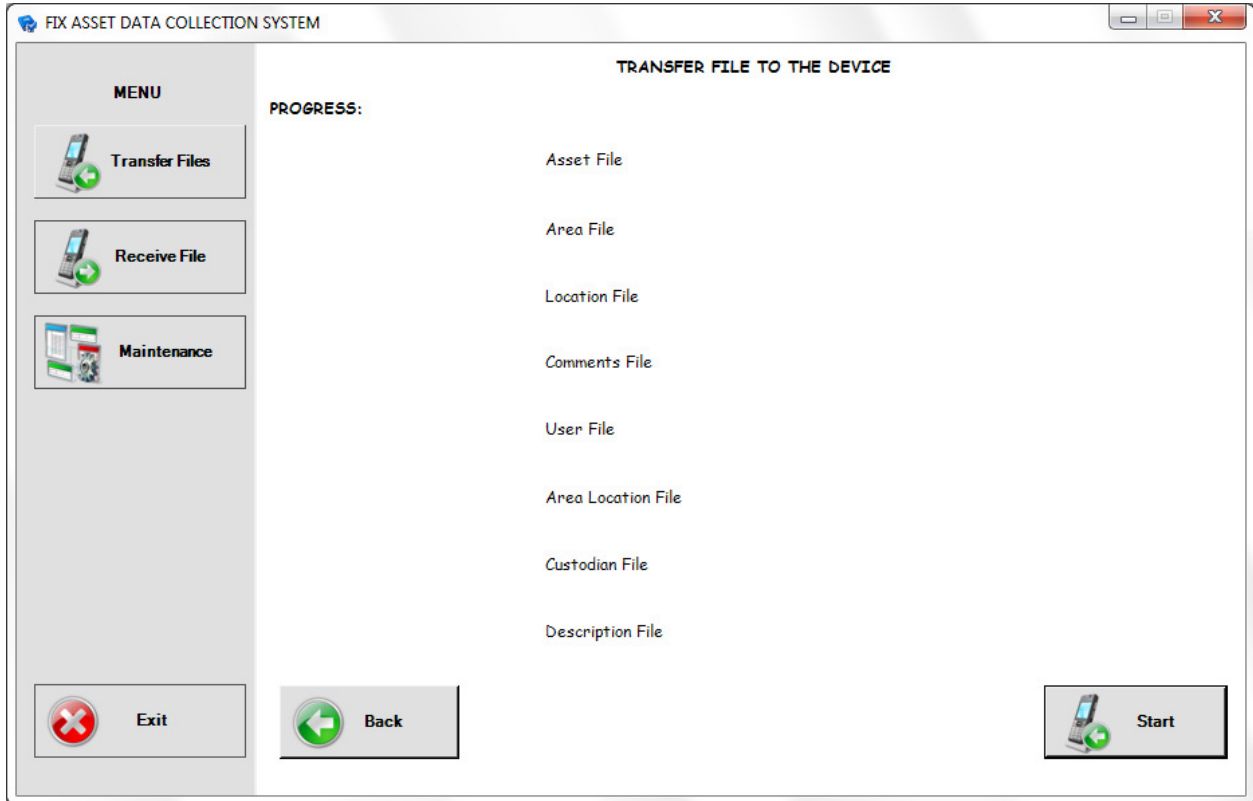 FIX ASSET DATA COLLECTION SYSTEM
MENU
Transfer Files
Receive File
Maintenance
Exit
TRANSFER FILE TO THE DEVICE
PROGRESS:
Asset File
Area File
Location File
Comments File
User File
Area Location File
Custodian File
Description File
Back
Start